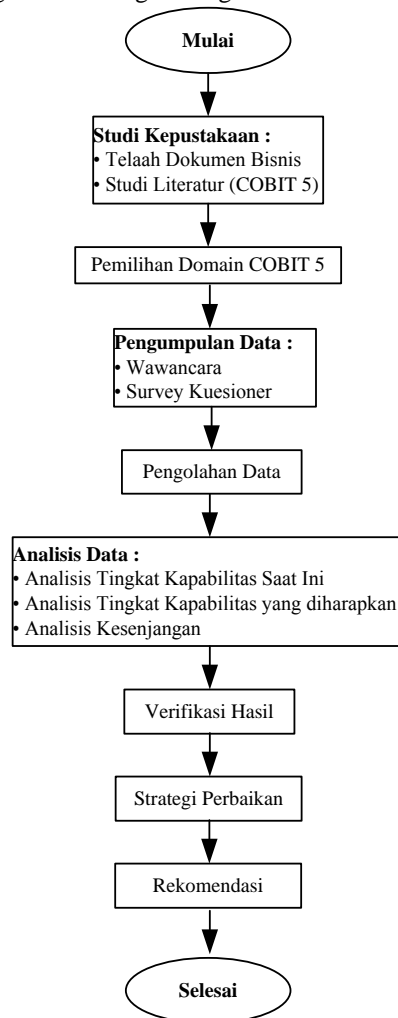 Mulai
Studi Kepustakaan :
• Telaah Dokumen Bisnis
• Studi Literatur (COBIT 5)
Pemilihan Domain COBIT 5
Pengumpulan Data :
• Wawancara
• Survey Kuesioner
Pengolahan Data
Analisis Data :
• Analisis Tingkat Kapabilitas Saat Ini
• Analisis Tingkat Kapabilitas yang diharapkan
• Analisis Kesenjangan
Verifikasi Hasil
Strategi Perbaikan
Rekomendasi
Selesai